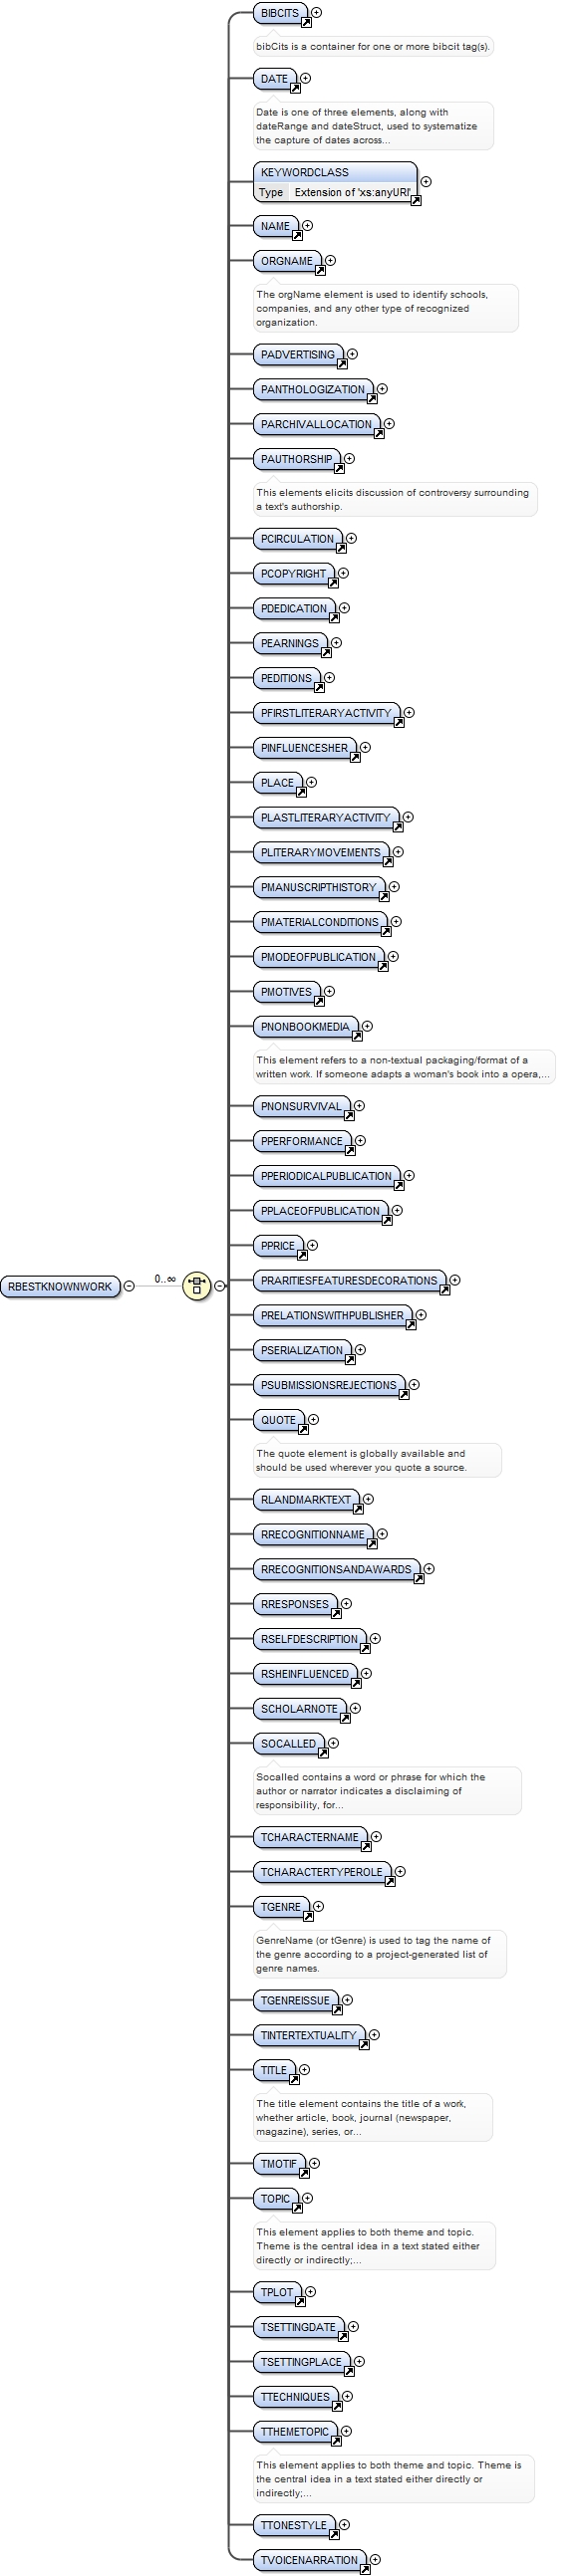 BIBCITS
bibCits is a container for one or more bibcit tag(s).
DATE
Date is one of three elements, along with
dateRange and dateStruct, used to systematize
the capture of dates across...
KEYWORDCLASS
Type Extension of 'xs:anyURI'
NAME
ORGNAME
The orgName element is used to identify schools,
companies, and any other type of recognized
organization.
PADVERTISING
PANTHOLOGIZATION
PARCHIVALLOCATION
PAUTHORSHIP
This elements elicits discussion of controversy surrounding
a text's authorship.
PCIRCULATION
PCOPYRIGHT
PDEDICATION
PEARNINGS
PEDITIONS
PFIRSTLITERARYACTIVITY
PINFLUENCESHER
PLACE
PLASTLITERARYACTIVITY
PLITERARYMOVEMENTS
PMANUSCRIPTHISTORY
PMATERIALCONDITIONS
PMODEOFPUBLICATION
PMOTIVES
PNONBOOKMEDIA
This element refers to a non-textual packaging/format of a
written work. If someone adapts a woman's book into a opera,...
PNONSURVIVAL
PPERFORMANCE
PPERIODICALPUBLICATION
PPLACEOFPUBLICATION
PPRICE
RBESTKNOWNWORK 0..∞
PRARITIESFEATURESDECORATIONS
PRELATIONSWITHPUBLISHER
PSERIALIZATION
PSUBMISSIONSREJECTIONS
QUOTE
The quote element is globally available and
should be used wherever you quote a source.
RLANDMARKTEXT
RRECOGNITIONNAME
RRECOGNITIONSANDAWARDS
RRESPONSES
RSELFDESCRIPTION
RSHEINFLUENCED
SCHOLARNOTE
SOCALLED
Socalled contains a word or phrase for which the
author or narrator indicates a disclaiming of
responsibility, for...
TCHARACTERNAME
TCHARACTERTYPEROLE
TGENRE
GenreName (or tGenre) is used to tag the name of
the genre according to a project-generated list of
genre names.
TGENREISSUE
TINTERTEXTUALITY
TITLE
The title element contains the title of a work,
whether article, book, journal (newspaper,
magazine), series, or...
TMOTIF
TOPIC
This element applies to both theme and topic.
Theme is the central idea in a text stated either
directly or indirectly;...
TPLOT
TSETTINGDATE
TSETTINGPLACE
TTECHNIQUES
TTHEMETOPIC
This element applies to both theme and topic. Theme is
the central idea in a text stated either directly or
indirectly;...
TTONESTYLE
TVOICENARRATION